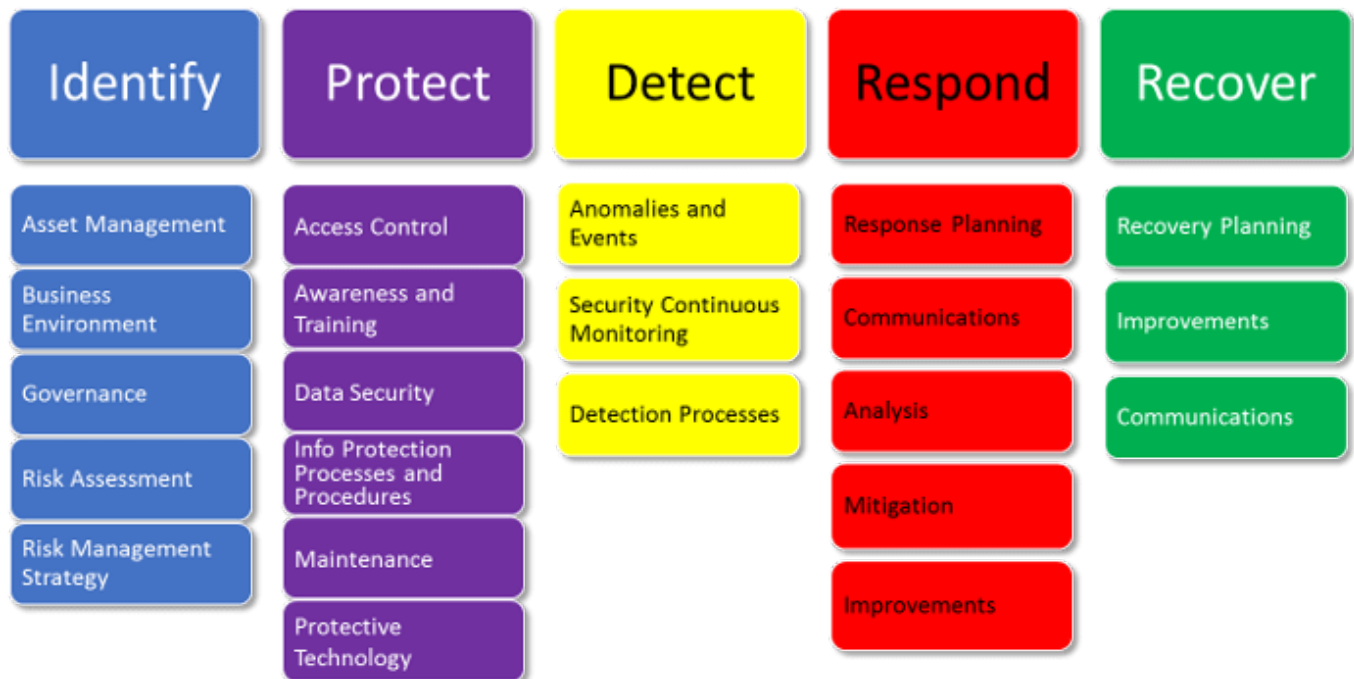 Identify
Protect
Detect
Respond
Recover
Asset Management
Business
Environment
Governance
Risk Assessment
Risk Management
Strategy
Access Control
Awareness and
Training
Data Security
Info Protection
Processes and
Procedures
Maintenance
Protective
Technology
Anomalies and
Events
Security Continuous
Monitoring
Detection Processes
Response Planning
Communications
Analysis
Mitigation
Improvements
Recovery Planning
Improvements
Communications